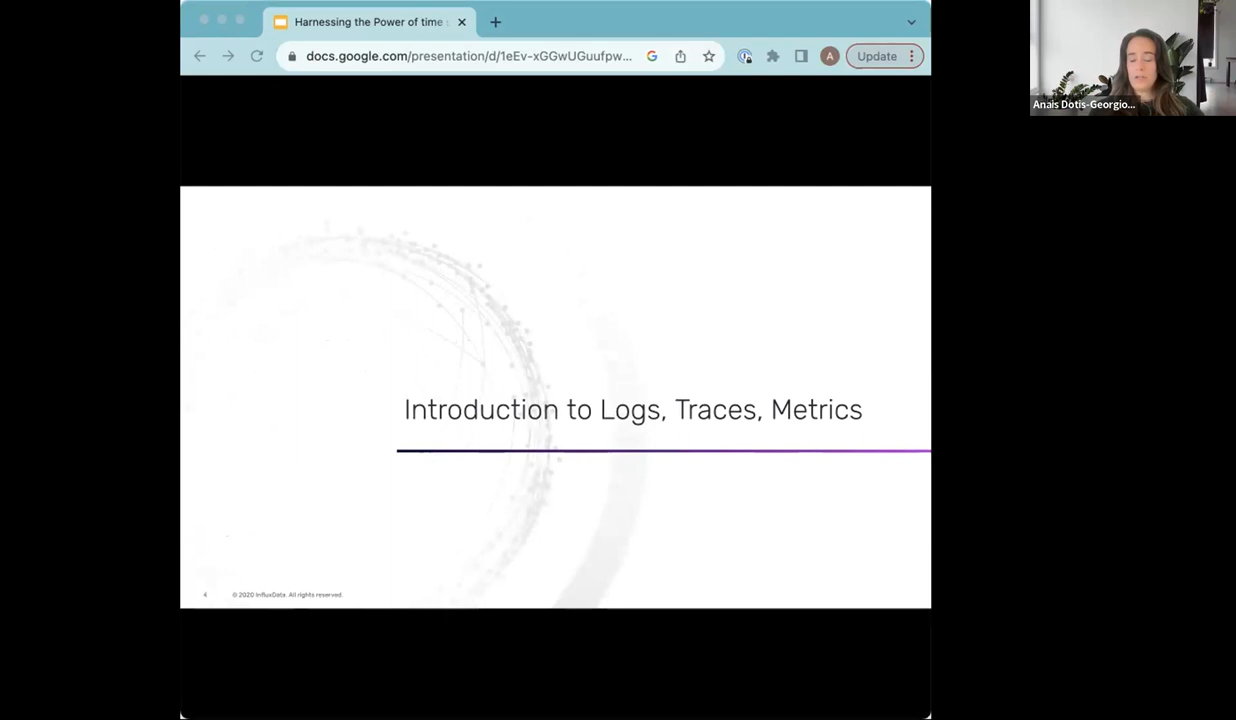 Harnessing the Power of time
docs.google.com/presentation/d/1eEv-xGGwUGuufpw...
A
Update
Anais Dotis-Georgio...
Introduction to Logs, Traces, Metrics
4
© 2020 InfluxData. All rights reserved.